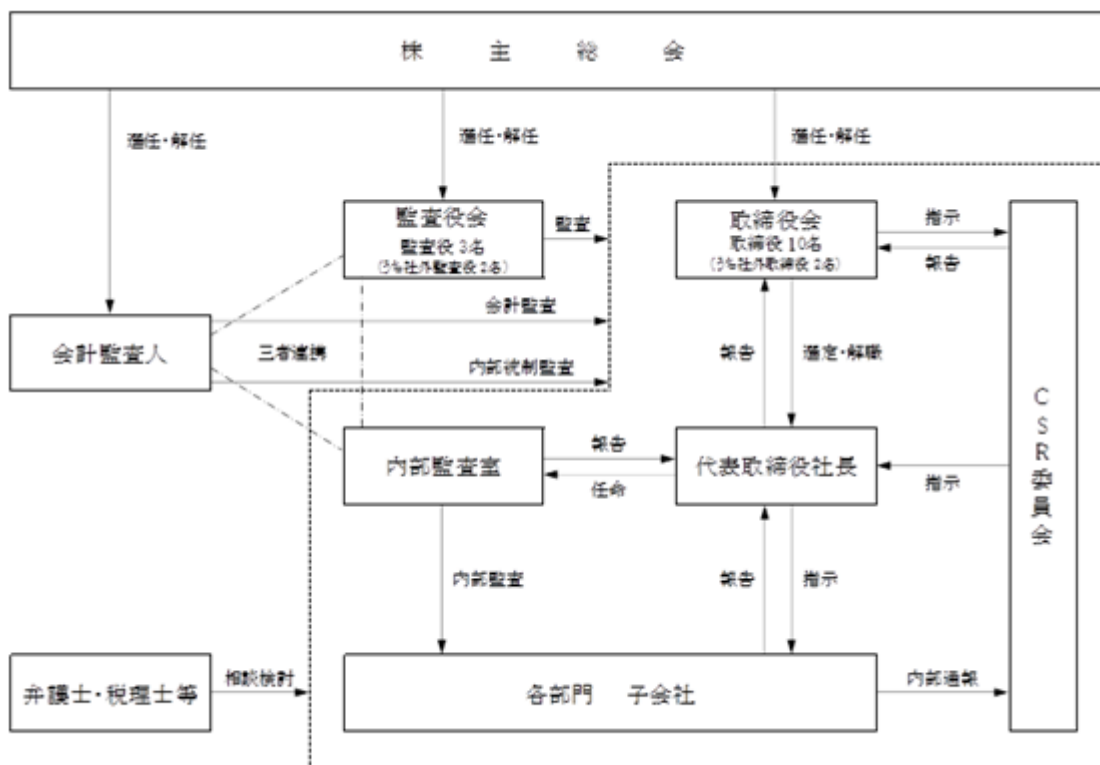 株主総会
選任・解任
選任・解任
選任・解任
監査役会
監査役 3名
(うち社外監査役 2名)
監査
取締役会
取締役 10名
(うち社外取締役 2名)
指示
報告
会計監査
会計監査人
三者連携
内部統制監査
報告
選定・解職
CSR委員会
内部監査室
報告
任命
代表取締役社長
指示
内部監査
報告
指示
弁護士・税理士等
相談検討
各部門 子会社
内部通報